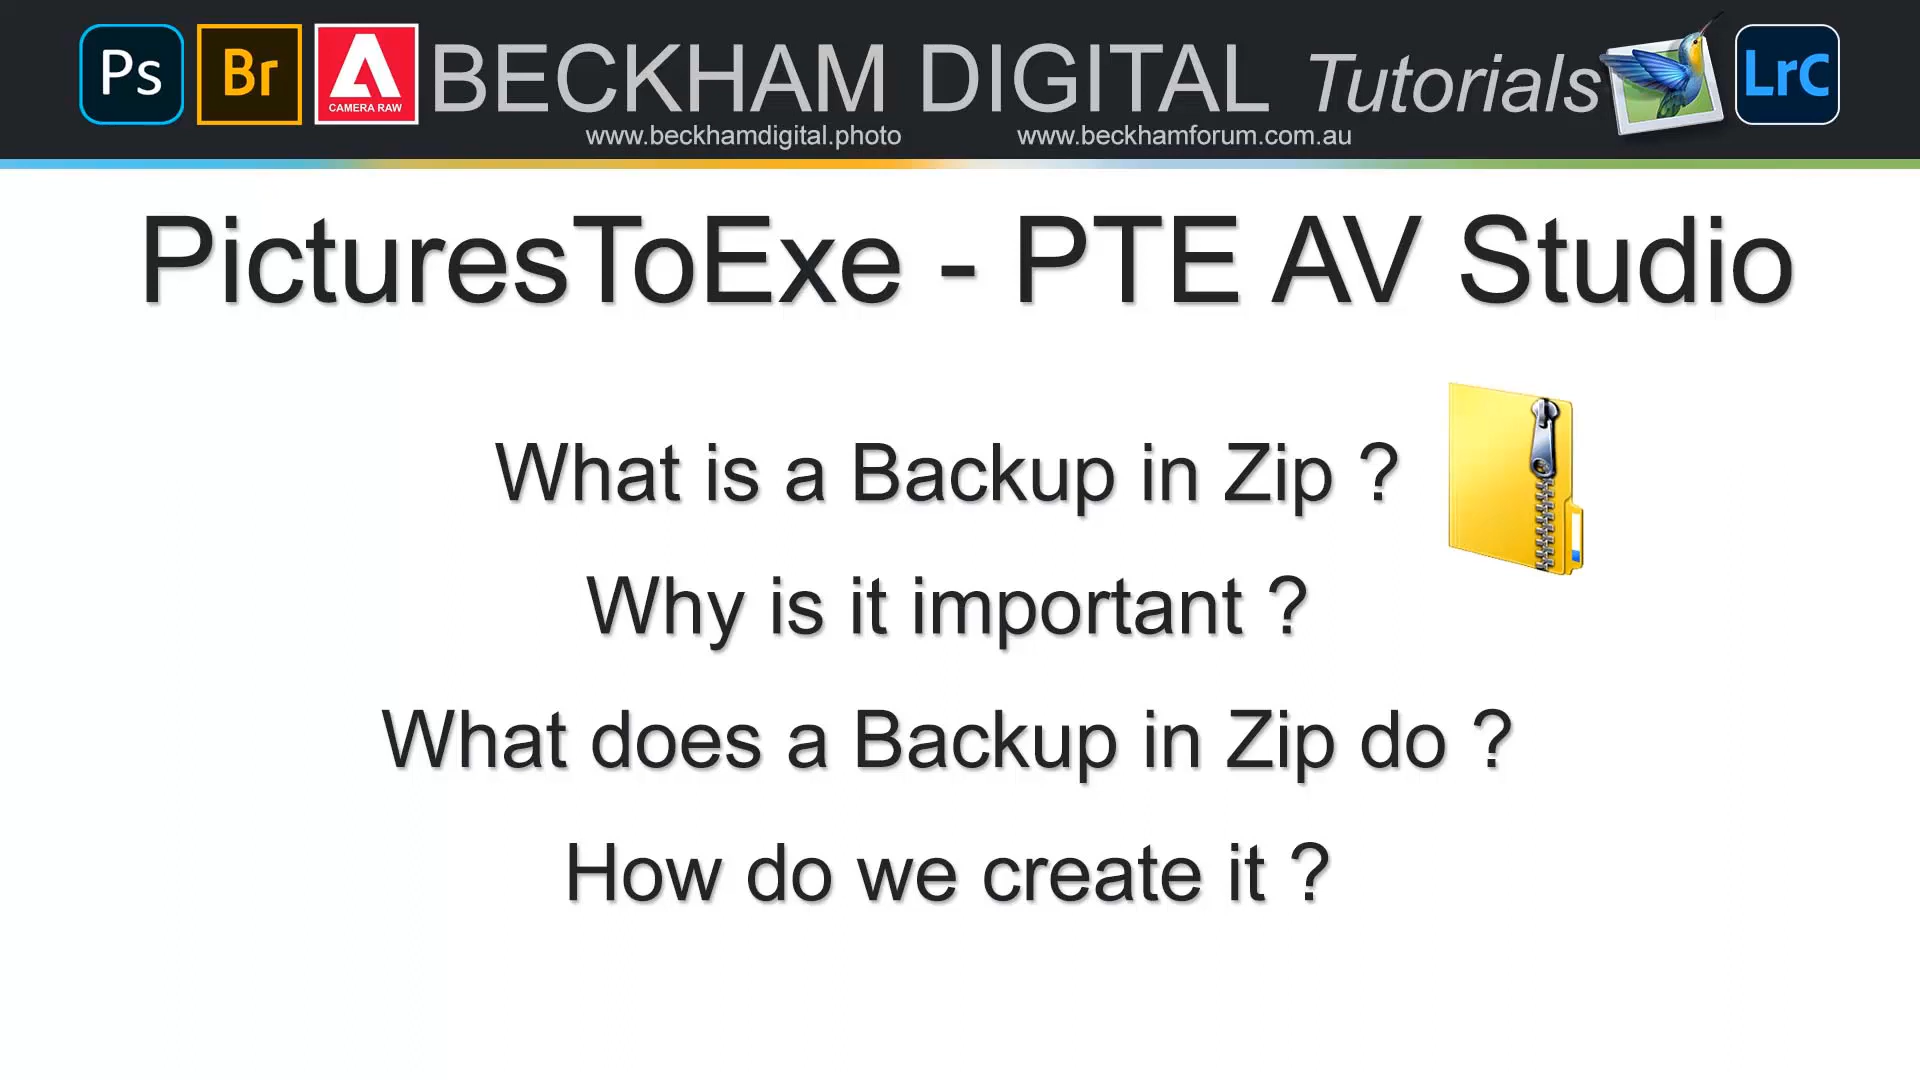 Ps Br CAMERA RAW BECKHAM DIGITAL Tutorials LrC
www.beckhamdigital.photo www.beckhamforum.com.au
PicturesToExe - PTE AV Studio
What is a Backup in Zip ?
Why is it important ?
What does a Backup in Zip do ?
How do we create it ?